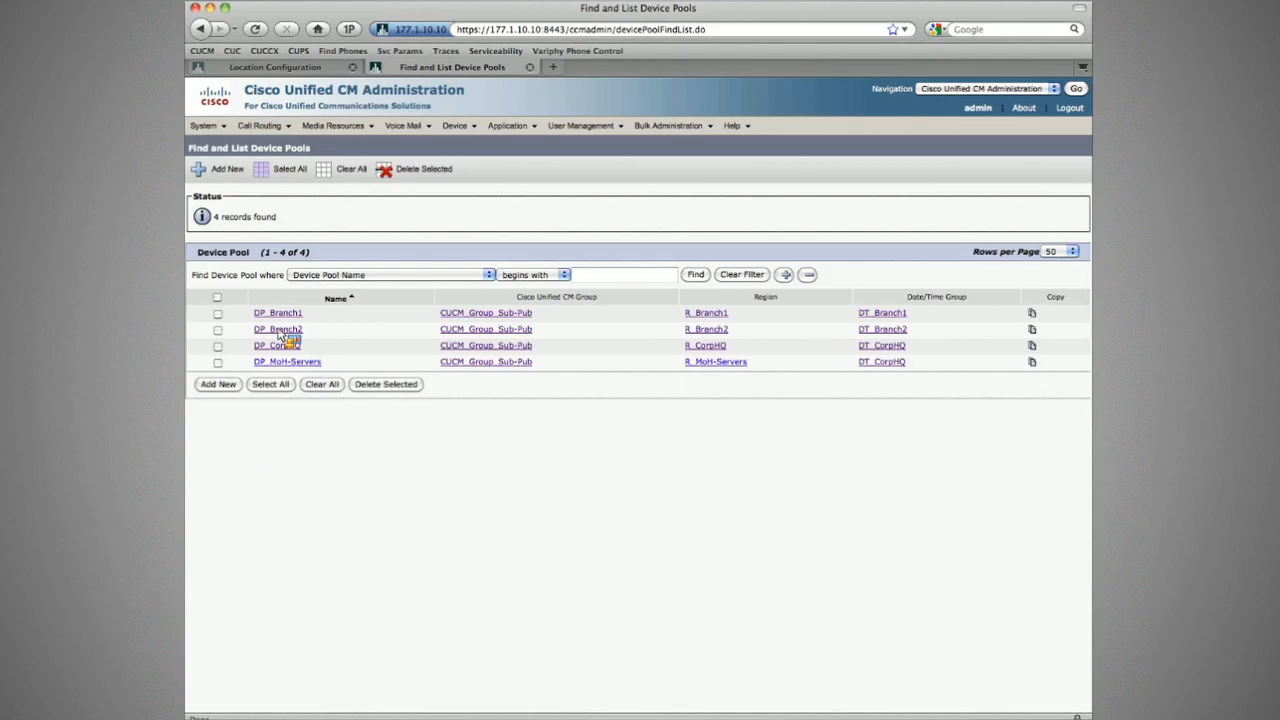 Find and List Device Pools
1P 177.1.10.10 https://177.1.10.10:8443/ccmadmin/devicePoolFindList.do Google
CUCM CUC CUCCX CUPS Find Phones Svc Params Traces Serviceability Variphy Phone Control
Location Configuration Find and List Device Pools
CISCO Cisco Unified CM Administration Navigation Cisco Unified CM Administration Go
For Cisco Unified Communications Solutions admin About Logout
System Call Routing Media Resources Voice Mail Device Application User Management Bulk Administration Help
Find and List Device Pools
Add New Select All Clear All Delete Selected
Status
4 records found
Device Pool (1 - 4 of 4) Rows per Page 50
Find Device Pool where Device Pool Name begins with Find Clear Filter
Name Cisco Unified CM Group Region Date/Time Group Copy
DP_Branch1 CUCM_Group_Sub-Pub R_Branch1 DT_Branch1
DP_Branch2 CUCM_Group_Sub-Pub R_Branch2 DT_Branch2
DP_CorpHQ CUCM_Group_Sub-Pub R_CorpHQ DT_CorpHQ
DP_MoH-Servers CUCM_Group_Sub-Pub R_MoH-Servers DT_CorpHQ
Add New Select All Clear All Delete Selected